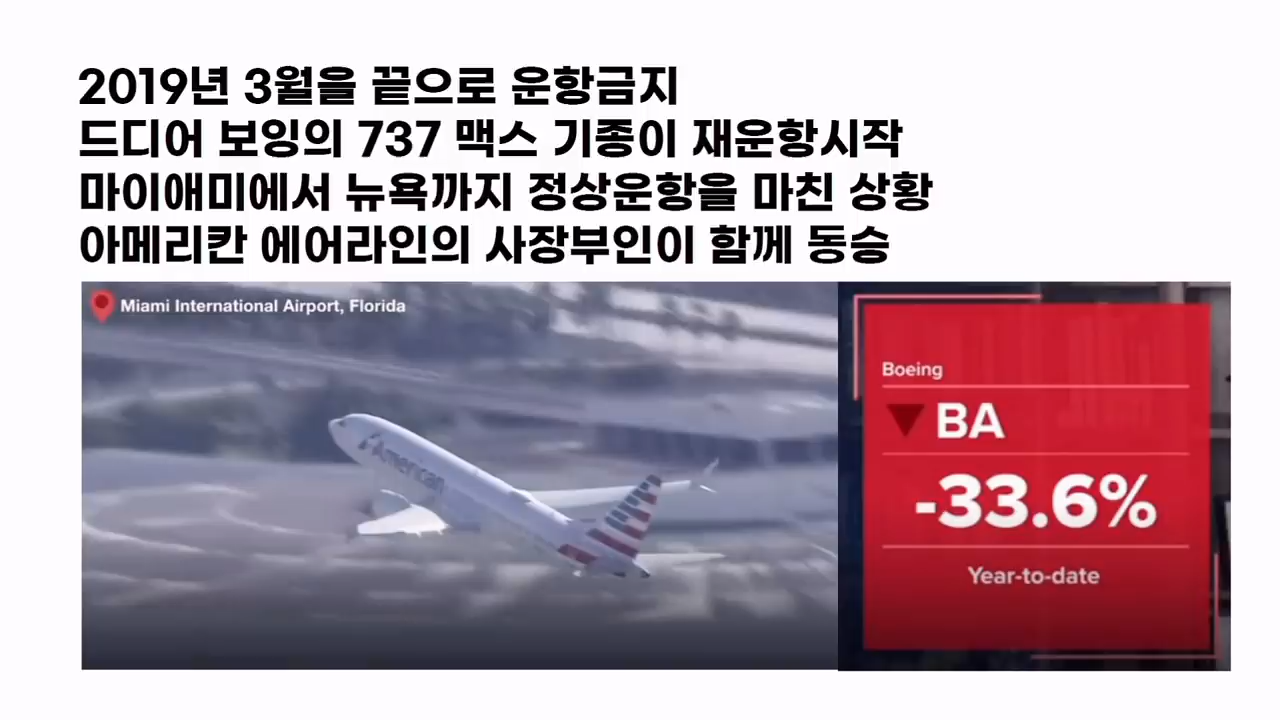 2019년 3월을 끝으로 운항금지
드디어 보잉의 737 맥스 기종이 재운항시작
마이애미에서 뉴욕까지 정상운항을 마친 상황
아메리칸 에어라인의 사장부인이 함께 동승
Miami International Airport, Florida
American
Boeing
BA
-33.6%
Year-to-date